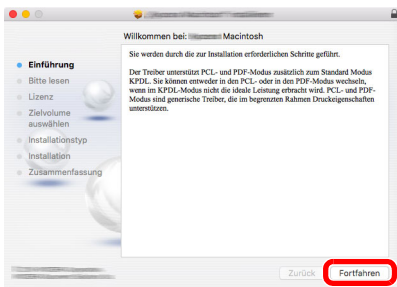 Willkommen bei: Macintosh
Einführung
Bitte lesen
Lizenz
Zielvolume
auswählen
Installationstyp
Installation
Zusammenfassung
Sie werden durch die zur Installation erforderlichen Schritte geführt.
Der Treiber unterstützt PCL- und PDF-Modus zusätzlich zum Standard Modus
KPDL. Sie können entweder in den PCL- oder in den PDF-Modus wechseln,
wenn im KPDL-Modus nicht die ideale Leistung erbracht wird. PCL- und PDF-
Modus sind generische Treiber, die im begrenzten Rahmen Druckeigenschaften
unterstützen.
Zurück
Fortfahren